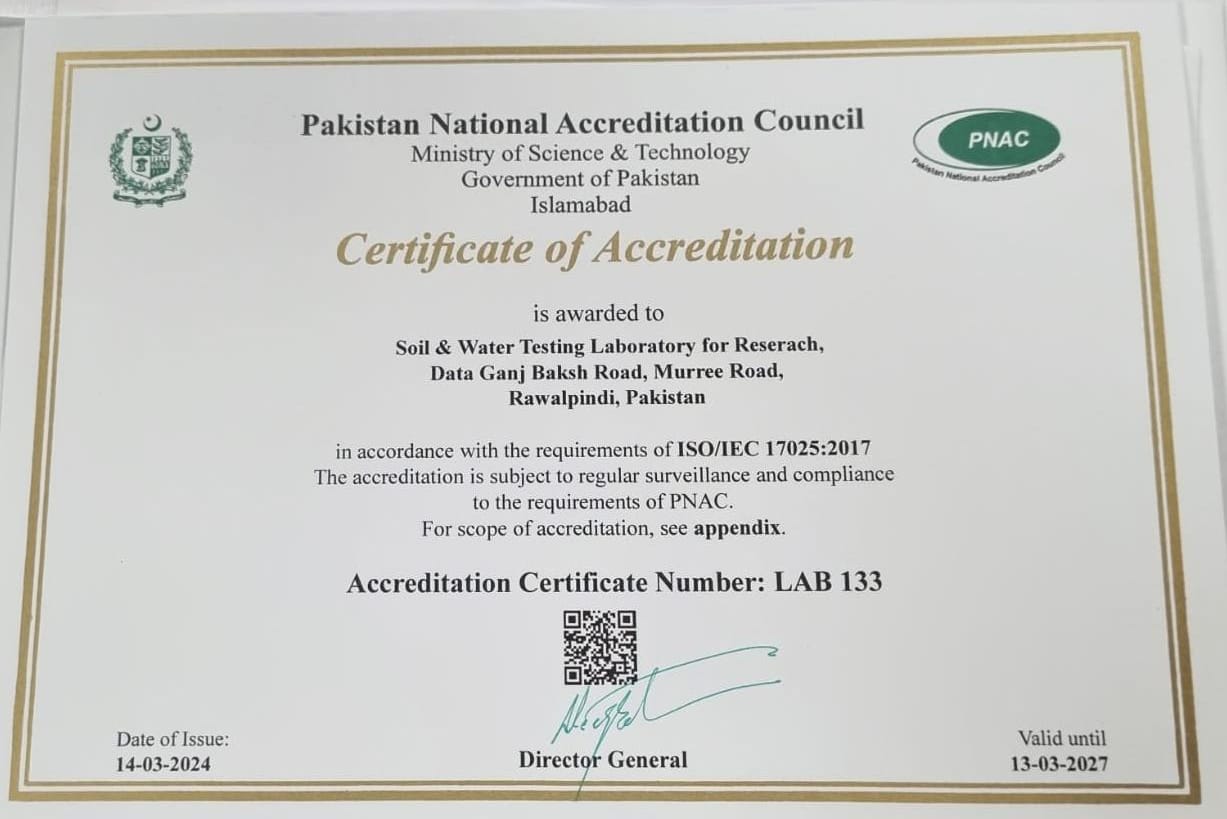 Pakistan National Accreditation Council
Ministry of Science & Technology
Government of Pakistan
Islamabad
PNAC
Pakistan National Accreditation Council
Certificate of Accreditation
is awarded to
Soil & Water Testing Laboratory for Reserach,
Data Ganj Baksh Road, Murree Road,
Rawalpindi, Pakistan
in accordance with the requirements of ISO/IEC 17025:2017
The accreditation is subject to regular surveillance and compliance
to the requirements of PNAC.
For scope of accreditation, see appendix.
Accreditation Certificate Number: LAB 133
Director General
Date of Issue:
14-03-2024
Valid until
13-03-2027